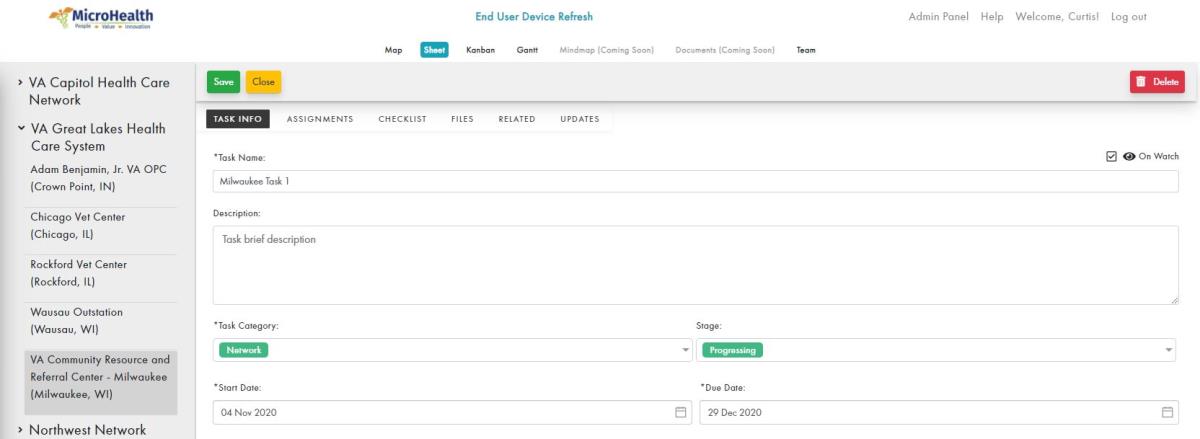 MicroHealth
People • Value • Innovation
End User Device Refresh
Admin Panel Help Welcome, Curtis! Log out
Map Sheet Kanban Gantt Mindmap (Coming Soon) Documents (Coming Soon) Team
VA Capitol Health Care
Network
VA Great Lakes Health
Care System
Adam Benjamin, Jr. VA OPC
(Crown Point, IN)
Chicago Vet Center
(Chicago, IL)
Rockford Vet Center
(Rockford, IL)
Wausau Outstation
(Wausau, WI)
VA Community Resource and
Referral Center - Milwaukee
(Milwaukee, WI)
Northwest Network
Save Close Delete
TASK INFO ASSIGNMENTS CHECKLIST FILES RELATED UPDATES
*Task Name: On Watch
Milwaukee Task 1
Description:
Task brief description
*Task Category: Stage:
Network Progressing
*Start Date: *Due Date:
04 Nov 2020 29 Dec 2020